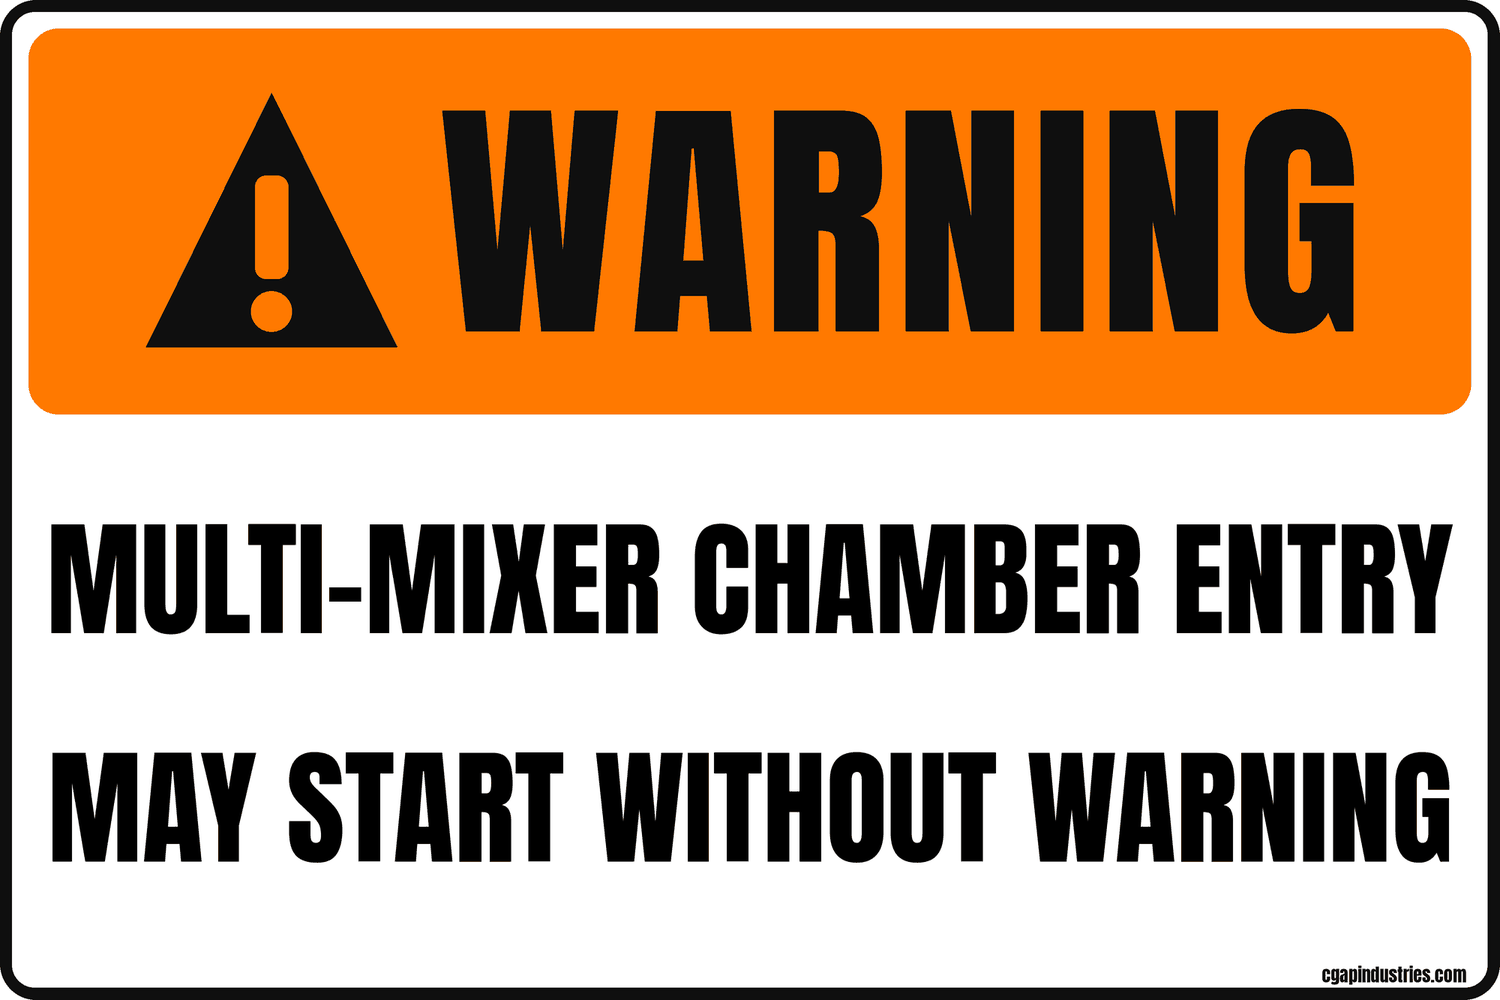 WARNING
MULTI-MIXER CHAMBER ENTRY
MAY START WITHOUT WARNING
cgapindustries.com